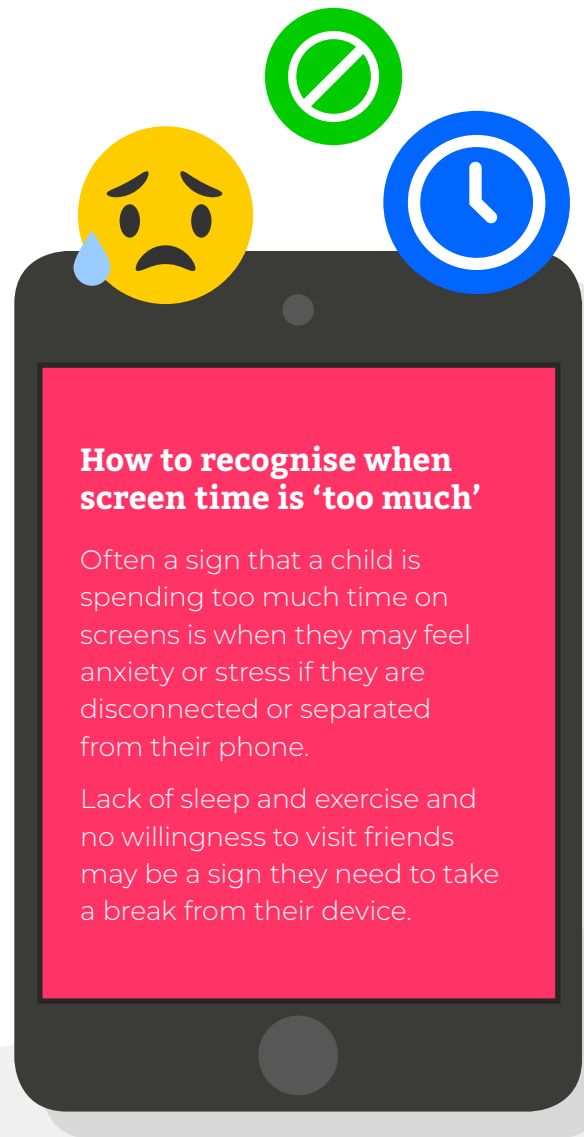 How to recognise when
screen time is ‘too much’
Often a sign that a child is
spending too much time on
screens is when they may feel
anxiety or stress if they are
disconnected or separated
from their phone.
Lack of sleep and exercise and
no willingness to visit friends
may be a sign they need to take
a break from their device.